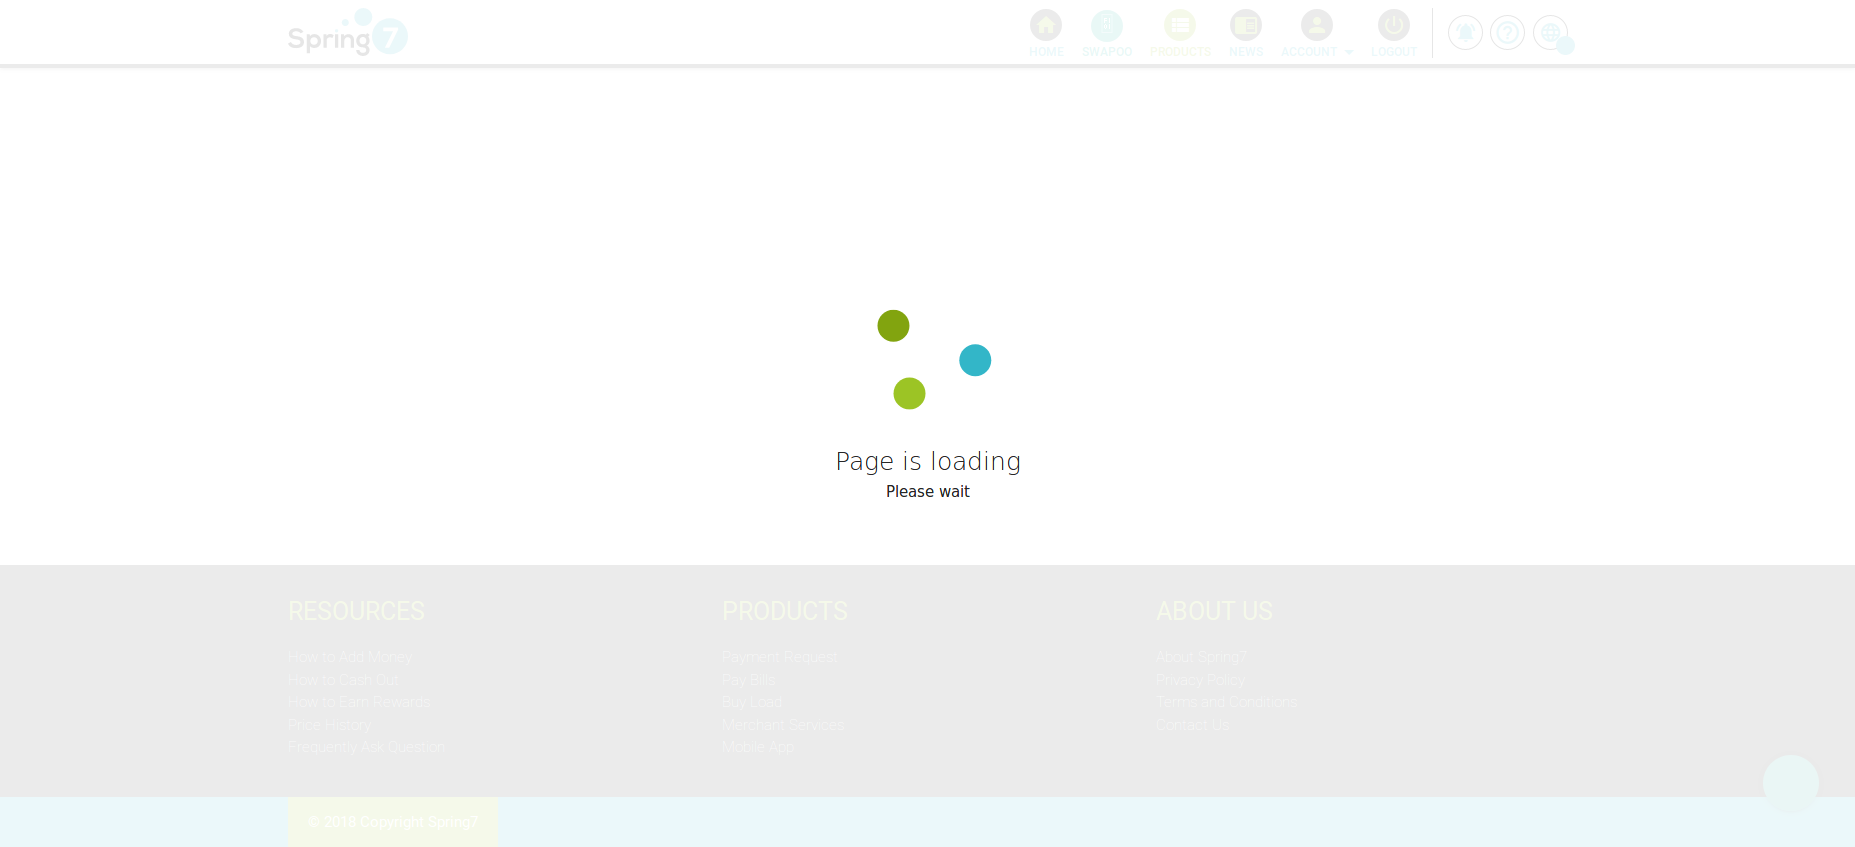 Spring7
HOME SWAPOO PRODUCTS NEWS ACCOUNT LOGOUT
Page is loading
Please wait
RESOURCES
How to Add Money
How to Cash Out
How to Earn Rewards
Price History
Frequently Ask Question
PRODUCTS
Payment Request
Pay Bills
Buy Load
Merchant Services
Mobile App
ABOUT US
About Spring7
Privacy Policy
Terms and Conditions
Contact Us
© 2018 Copyright Spring7